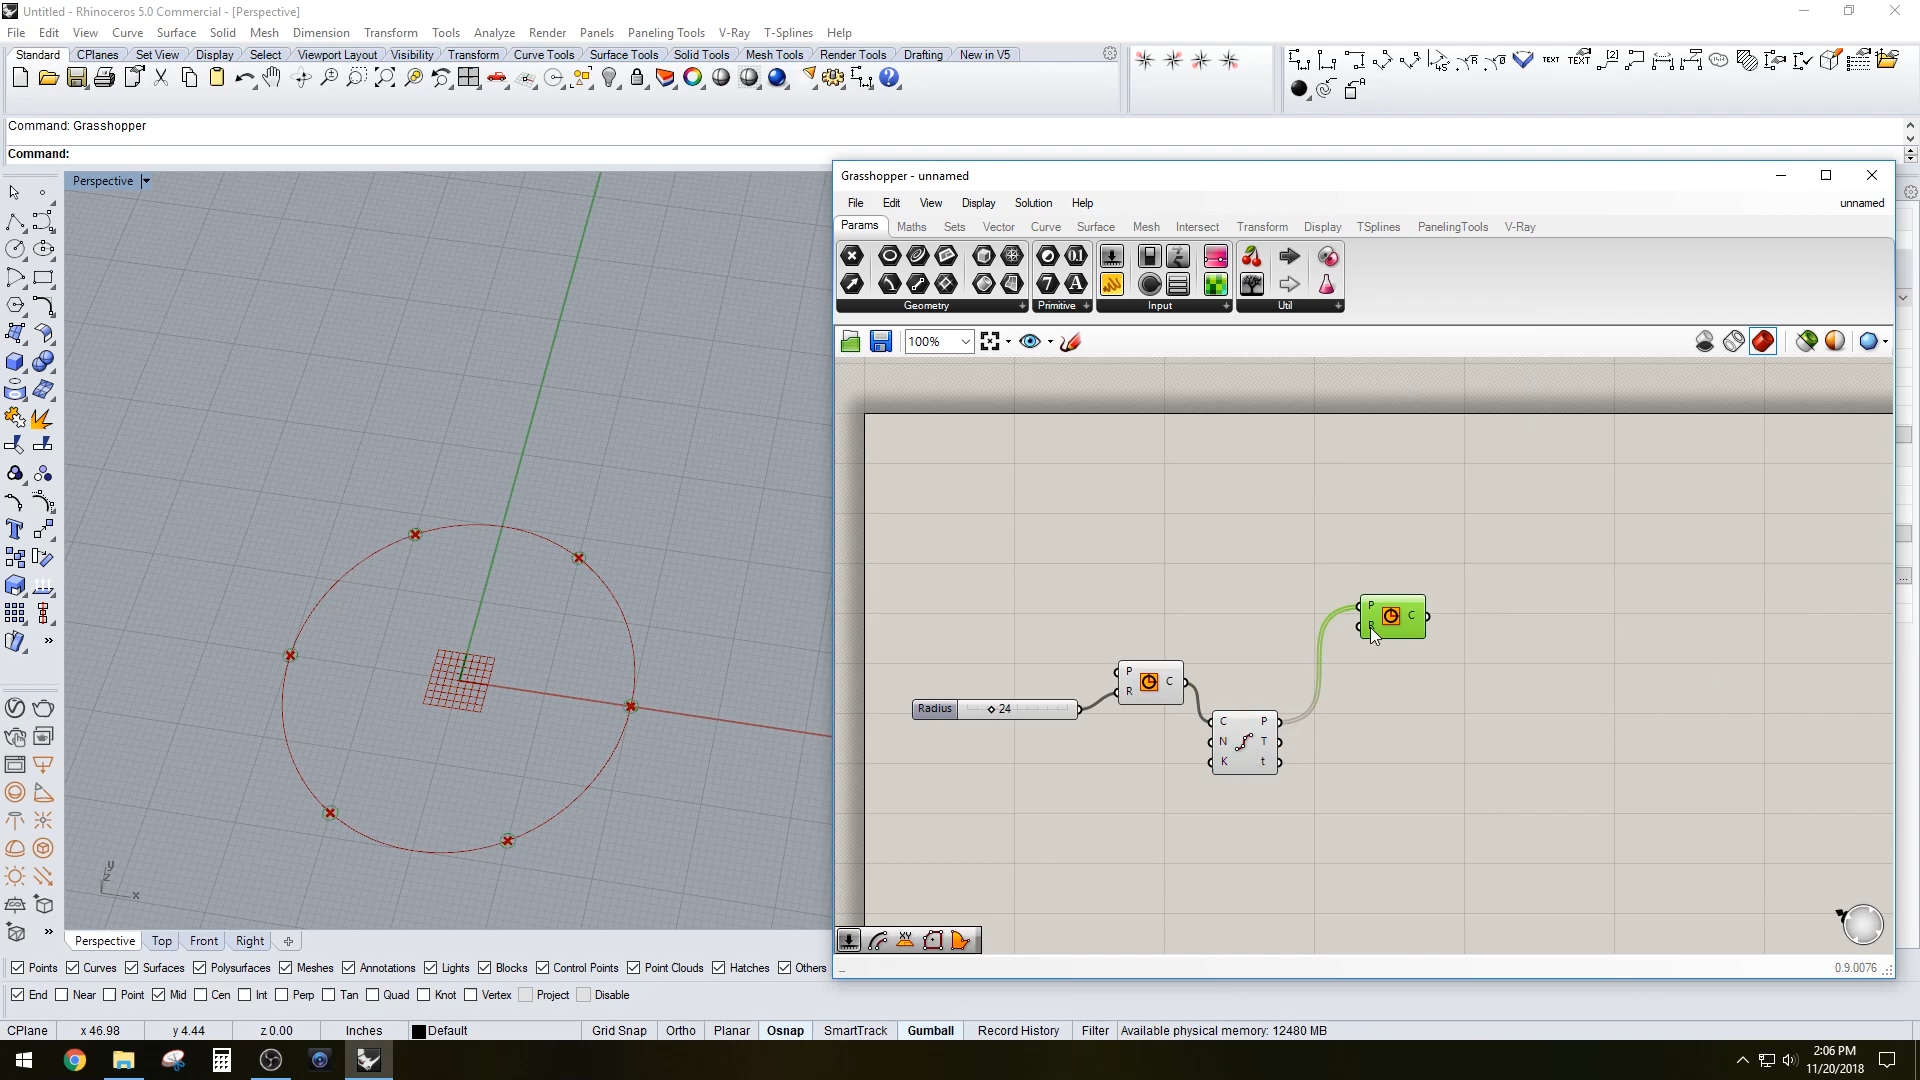 Untitled - Rhinoceros 5.0 Commercial - [Perspective]
File Edit View Curve Surface Solid Mesh Dimension Transform Tools Analyze Render Panels Paneling Tools V-Ray T-Splines Help
Standard CPlanes Set View Display Select Viewport Layout Visibility Transform Curve Tools Surface Tools Solid Tools Mesh Tools Render Tools Drafting New in V5
TEXT TEXT
Command: Grasshopper
Command:
Perspective
Grasshopper - unnamed
File Edit View Display Solution Help unnamed
Params Maths Sets Vector Curve Surface Mesh Intersect Transform Display TSplines PanelingTools V-Ray
Geometry Primitive Input Util
100%
P
R
C
P
R
C
Radius 24
C P
N T
K t
y
z
x
XY
Perspective Top Front Right
Points Curves Surfaces Polysurfaces Meshes Annotations Lights Blocks Control Points Point Clouds Hatches Others
... 0.9.0076
End Near Point Mid Cen Int Perp Tan Quad Knot Vertex Project Disable
CPlane x 46.98 y 4.44 z 0.00 Inches Default Grid Snap Ortho Planar Osnap SmartTrack Gumball Record History Filter Available physical memory: 12480 MB
2:06 PM
11/20/2018